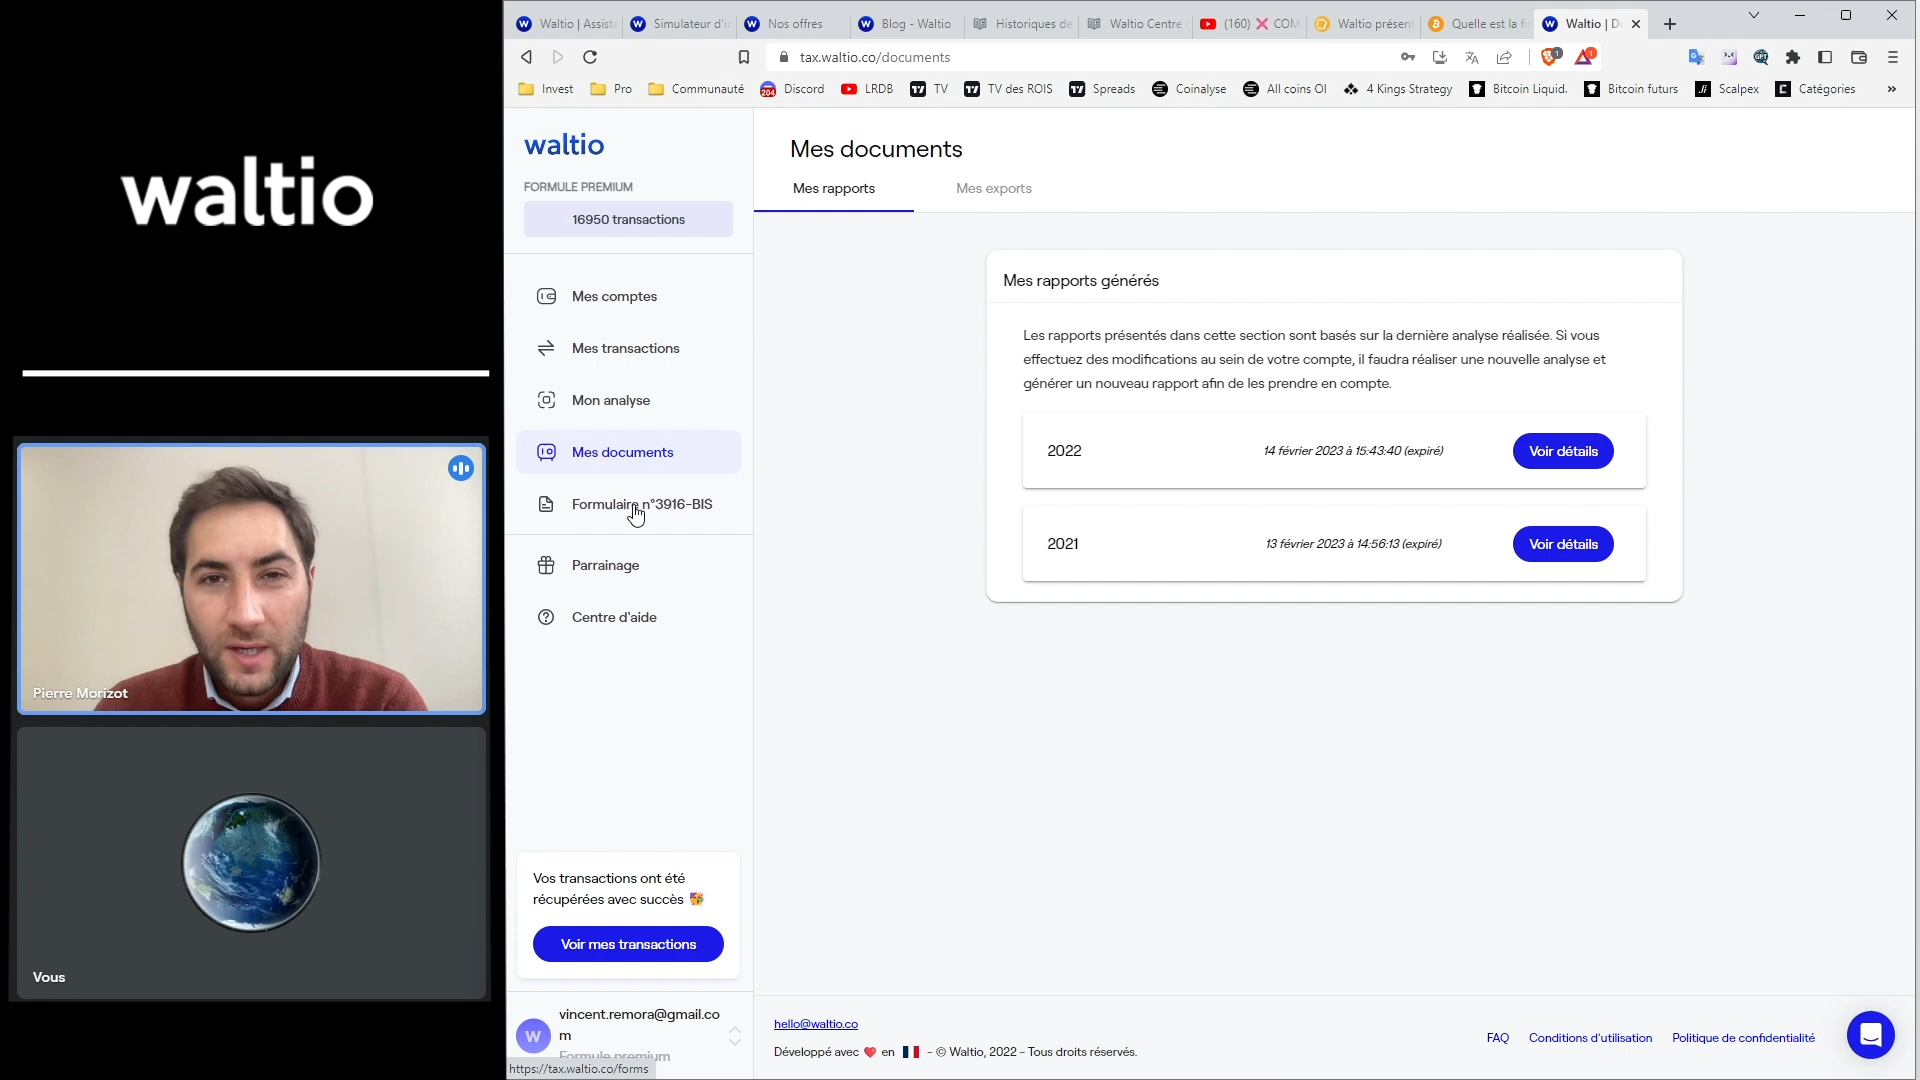 waltio
Pierre Morizot
Vous
Waltio | Assist
Simulateur d'i
Nos offres
Blog - Waltio
Historiques de
Waltio Centre
(160) ❌ COM
Waltio présen
Quelle est la fi
Waltio | D
tax.waltio.co/documents
1
1
Invest
Pro
Communauté
204
Discord
LRDB
TV
TV des ROIS
Spreads
Coinalyse
All coins OI
4 Kings Strategy
Bitcoin Liquid.
Bitcoin futurs
Scalpex
Catégories
»
waltio
FORMULE PREMIUM
16950 transactions
Mes comptes
Mes transactions
Mon analyse
Mes documents
Formulaire n°3916-BIS
Parrainage
Centre d'aide
Vos transactions ont été
récupérées avec succès 🎉
Voir mes transactions
W
vincent.remora@gmail.co
m
Formule premium
https://tax.waltio.co/forms
Mes documents
Mes rapports
Mes exports
Mes rapports générés
Les rapports présentés dans cette section sont basés sur la dernière analyse réalisée. Si vous
effectuez des modifications au sein de votre compte, il faudra réaliser une nouvelle analyse et
générer un nouveau rapport afin de les prendre en compte.
2022
14 février 2023 à 15:43:40 (expiré)
Voir détails
2021
13 février 2023 à 14:56:13 (expiré)
Voir détails
hello@waltio.co
Développé avec ❤️ en 🇫🇷 - © Waltio, 2022 - Tous droits réservés.
FAQ
Conditions d'utilisation
Politique de confidentialité